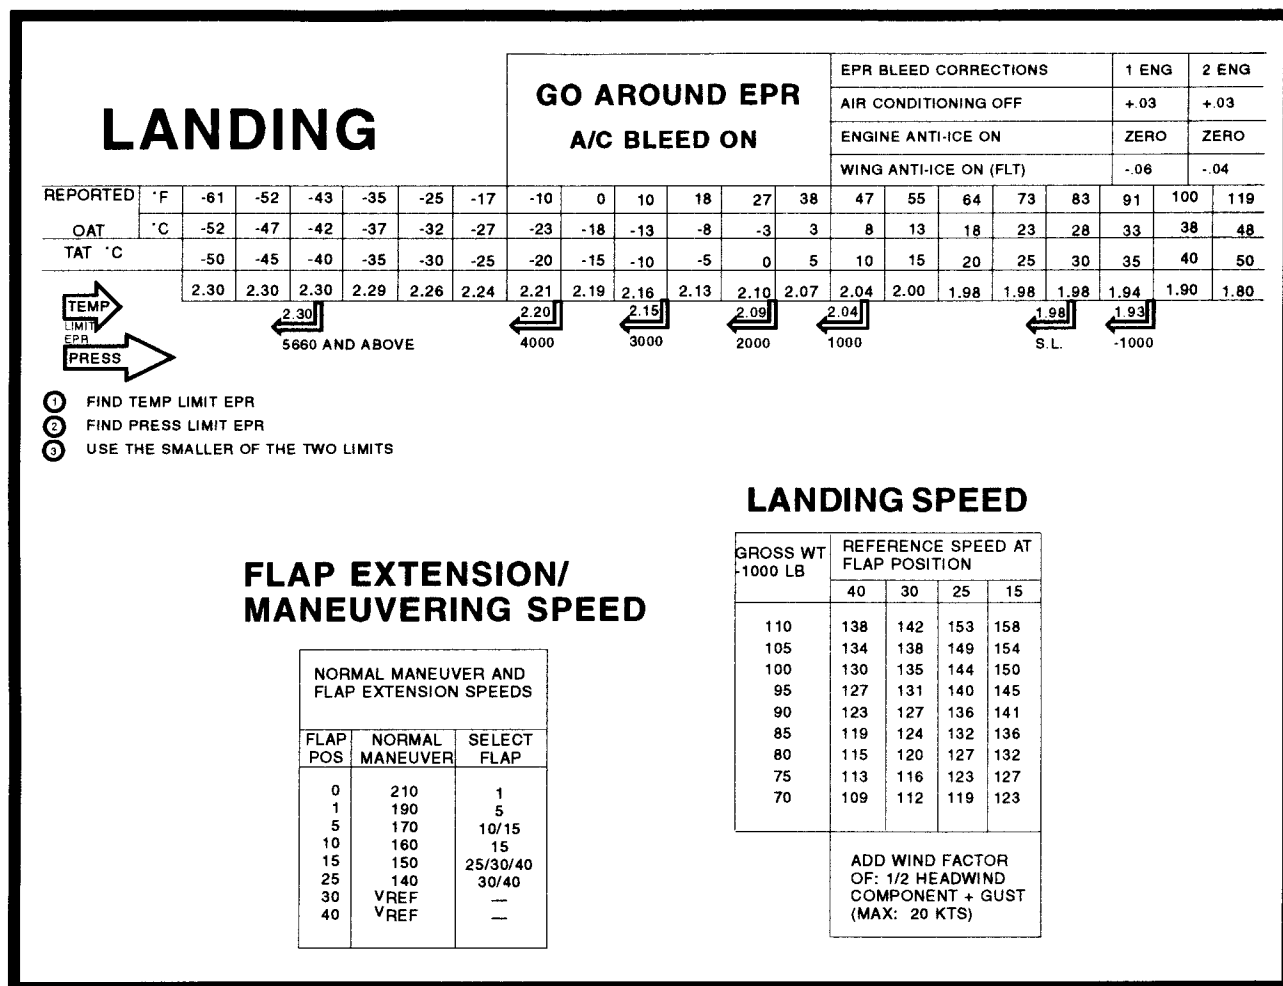 LANDING
GO AROUND EPR
A/C BLEED ON
EPR BLEED CORRECTIONS 1 ENG 2 ENG
AIR CONDITIONING OFF +.03 +.03
ENGINE ANTI-ICE ON ZERO ZERO
WING ANTI-ICE ON (FLT) -.06 -.04
REPORTED °F -61 -52 -43 -35 -25 -17 -10 0 10 18 27 38 47 55 64 73 83 91 100 119
OAT °C -52 -47 -42 -37 -32 -27 -23 -18 -13 -8 -3 3 8 13 18 23 28 33 38 48
TAT °C -50 -45 -40 -35 -30 -25 -20 -15 -10 -5 0 5 10 15 20 25 30 35 40 50
2.30 2.30 2.30 2.29 2.26 2.24 2.21 2.19 2.16 2.13 2.10 2.07 2.04 2.00 1.98 1.98 1.98 1.94 1.90 1.80
TEMP
2.30 2.20 2.15 2.09 2.04 1.98 1.93
LIMIT
EPR
5660 AND ABOVE 4000 3000 2000 1000 S.L. -1000
PRESS
1 FIND TEMP LIMIT EPR
2 FIND PRESS LIMIT EPR
3 USE THE SMALLER OF THE TWO LIMITS
FLAP EXTENSION/
MANEUVERING SPEED
NORMAL MANEUVER AND
FLAP EXTENSION SPEEDS
FLAP NORMAL SELECT
POS MANEUVER FLAP
0 210 1
1 190 5
5 170 10/15
10 160 15
15 150 25/30/40
25 140 30/40
30 VREF —
40 VREF —
LANDING SPEED
GROSS WT REFERENCE SPEED AT
-1000 LB FLAP POSITION
40 30 25 15
110 138 142 153 158
105 134 138 149 154
100 130 135 144 150
95 127 131 140 145
90 123 127 136 141
85 119 124 132 136
80 115 120 127 132
75 113 116 123 127
70 109 112 119 123
ADD WIND FACTOR
OF: 1/2 HEADWIND
COMPONENT + GUST
(MAX: 20 KTS)